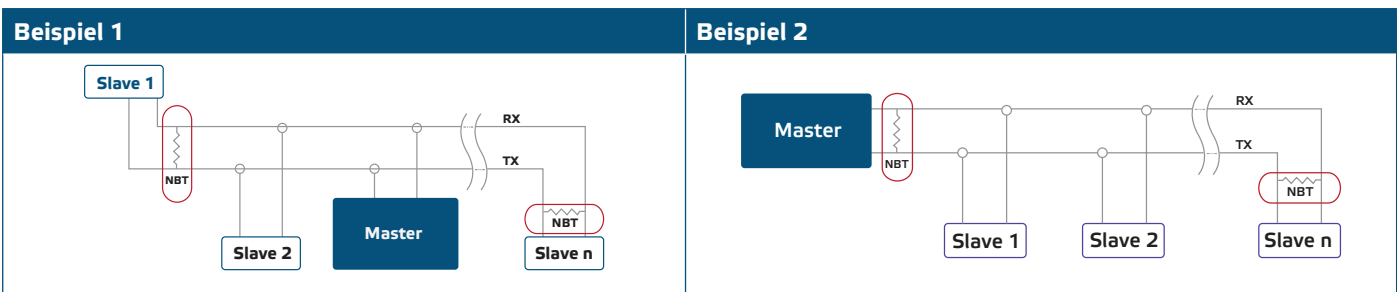 Beispiel 1
Slave 1
RX
TX
NBT
NBT
Master
Slave 2
Slave n
Beispiel 2
RX
Master
TX
NBT
NBT
Slave 1
Slave 2
Slave n